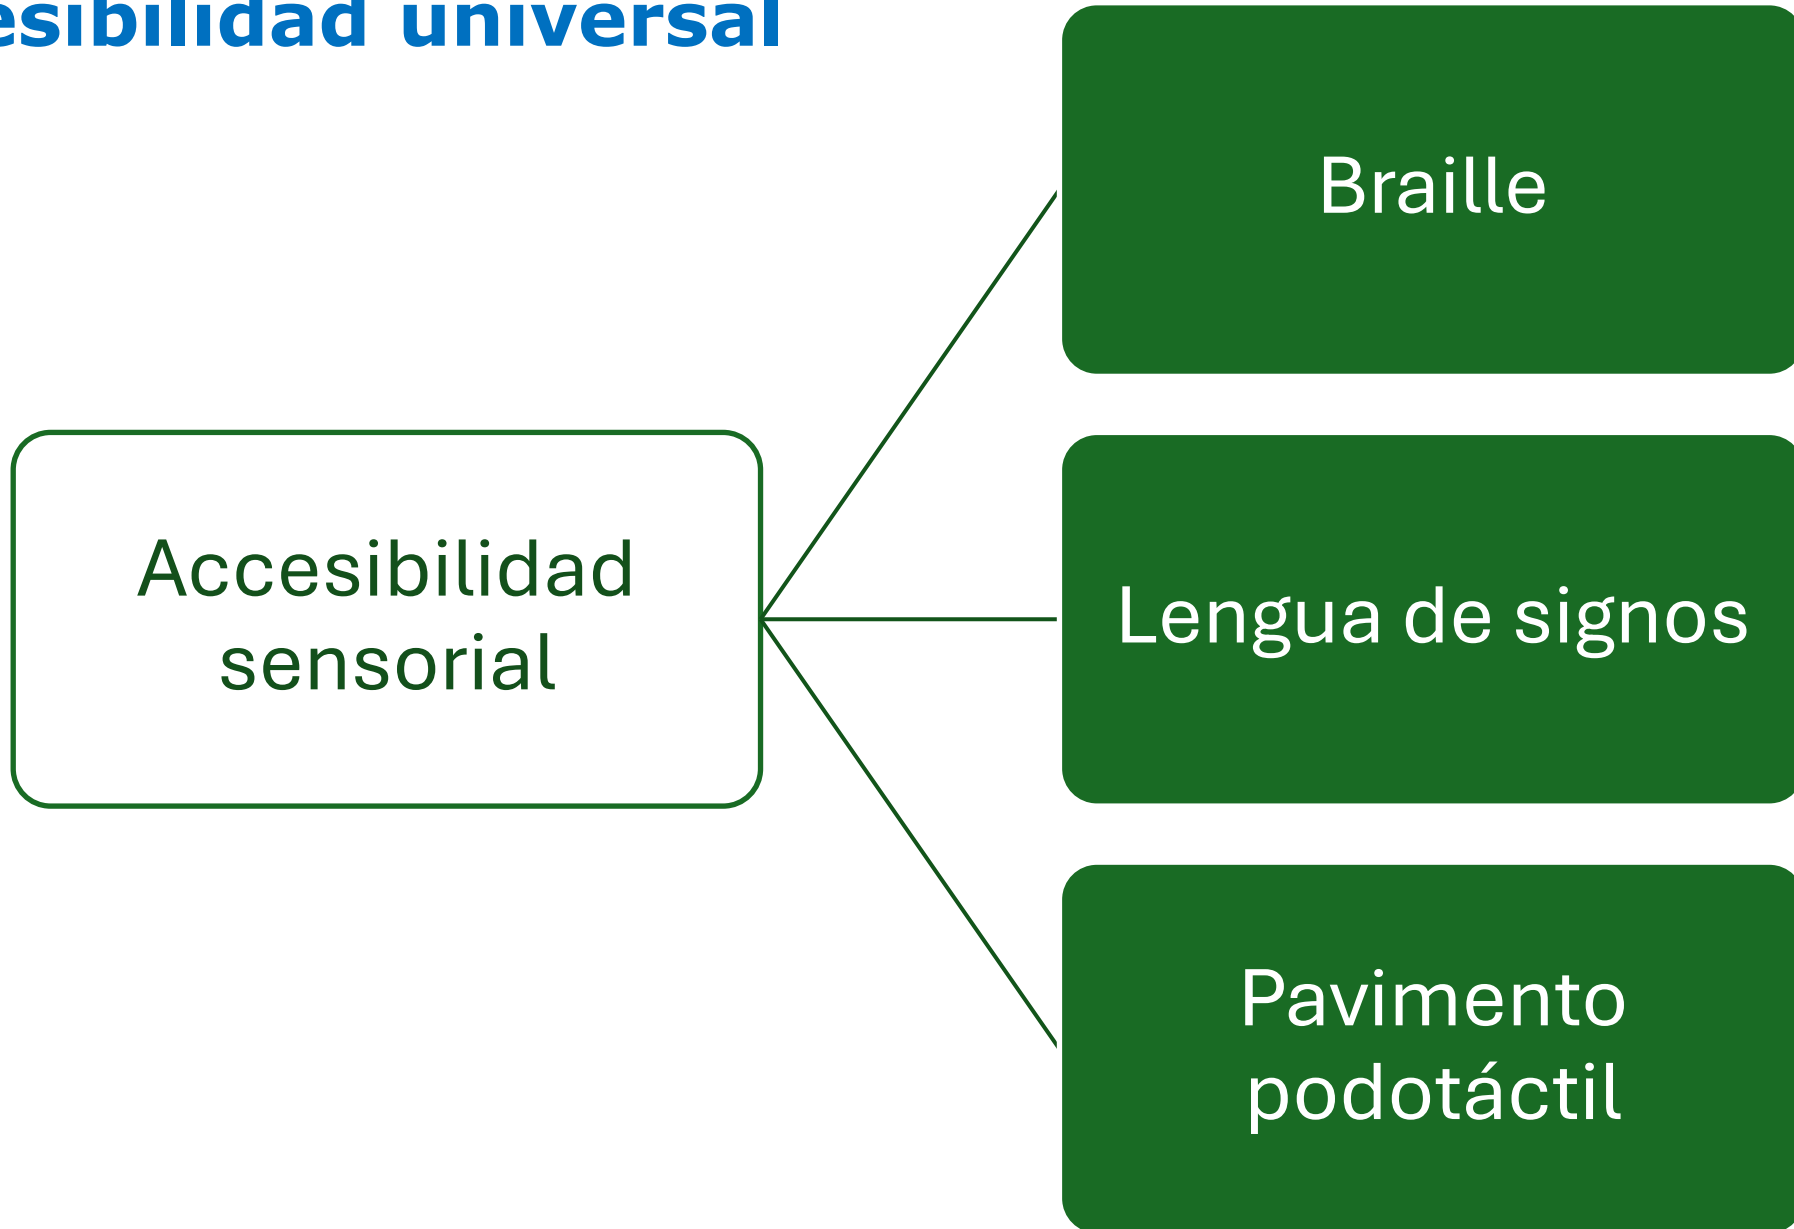 esibilidad universal
Braille
Accesibilidad
sensorial
Lengua de signos
Pavimento
podotáctil